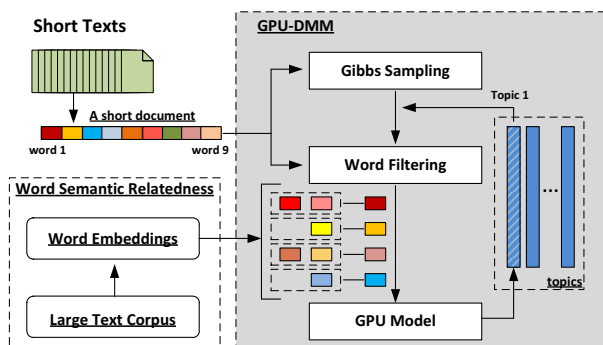 Short Texts
A short document
word 1
word 9
Word Semantic Relatedness
Word Embeddings
Large Text Corpus
GPU-DMM
Gibbs Sampling
Topic 1
Word Filtering
...
GPU Model
topics